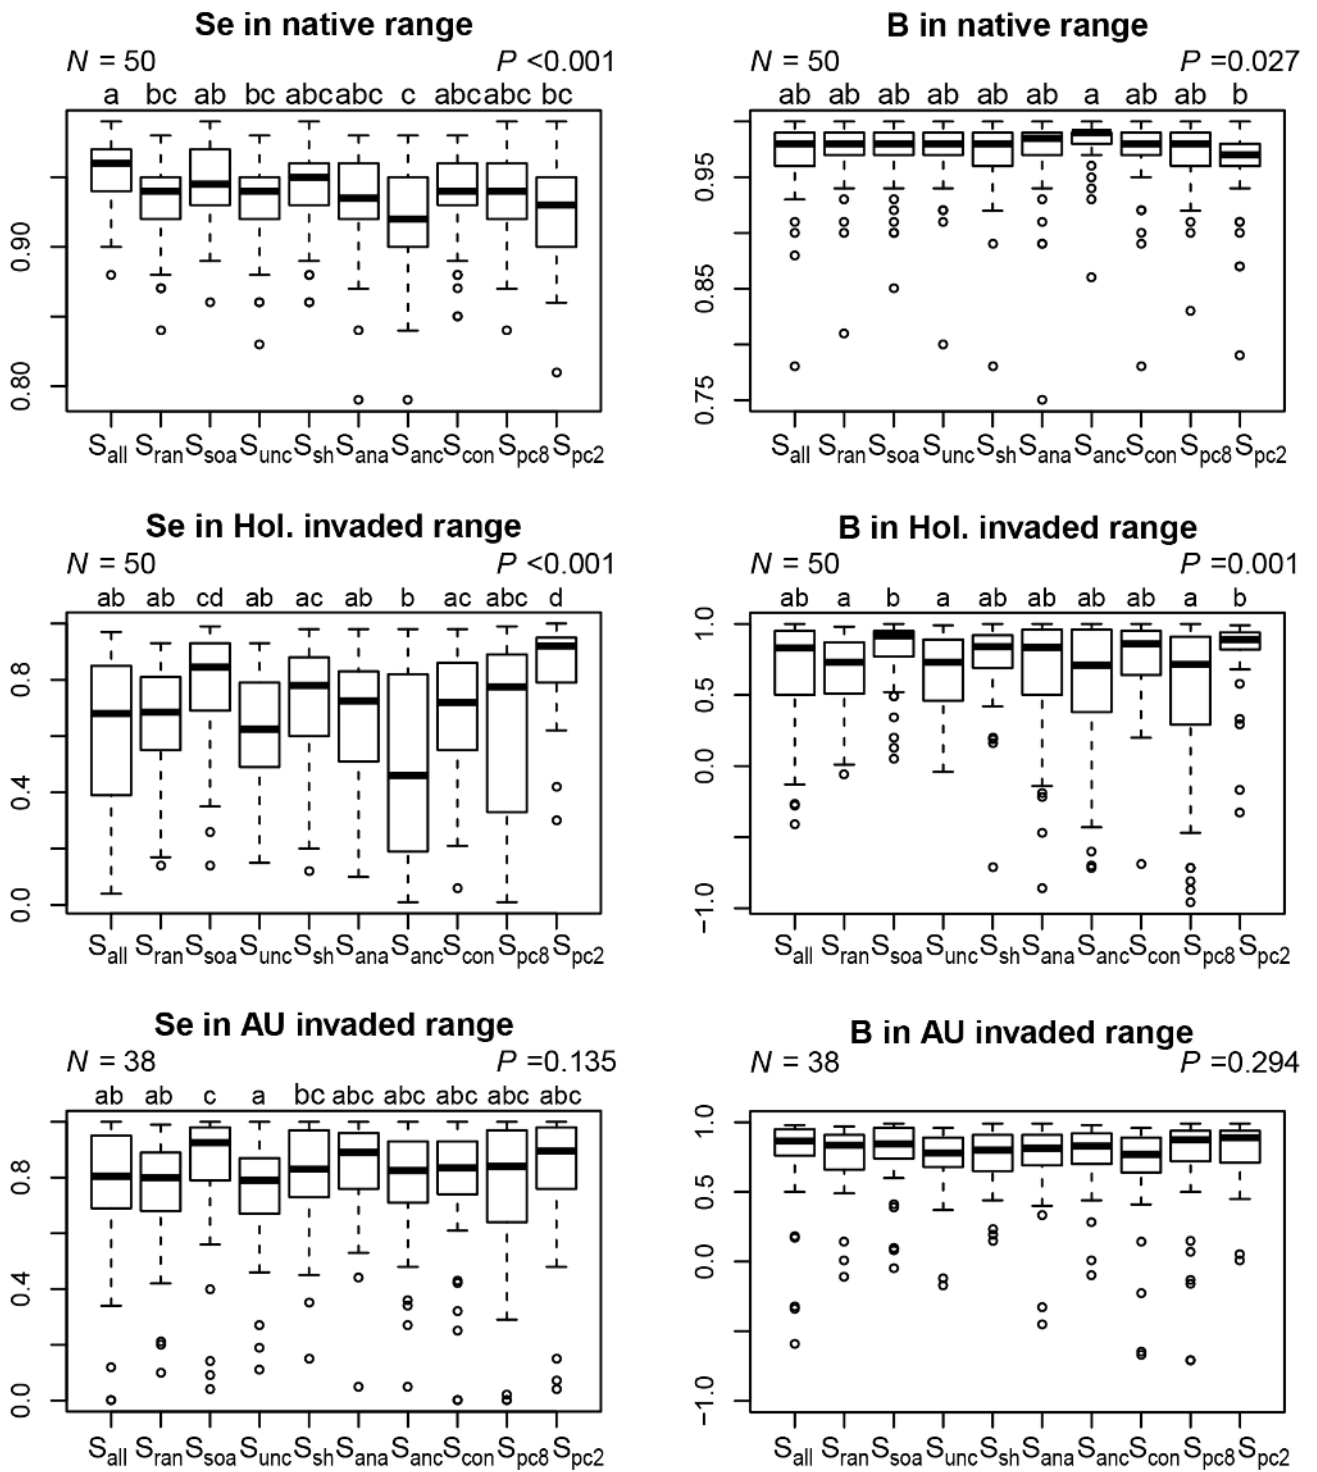 Se in native range
N = 50 P <0.001
a bc ab bc abc abc c abc abc bc
0.90
0.80
Sall Sran Ssoa Sunc Ssh Sana Sanc Scon Spc8 Spc2
B in native range
N = 50 P =0.027
ab ab ab ab ab ab a ab ab b
0.95
0.85
0.75
Sall Sran Ssoa Sunc Ssh Sana Sanc Scon Spc8 Spc2
Se in Hol. invaded range
N = 50 P <0.001
ab ab cd ab ac ab b ac abc d
0.8
0.4
0.0
Sall Sran Ssoa Sunc Ssh Sana Sanc Scon Spc8 Spc2
B in Hol. invaded range
N = 50 P =0.001
ab a b a ab ab ab ab a b
1.0
0.5
0.0
−1.0
Sall Sran Ssoa Sunc Ssh Sana Sanc Scon Spc8 Spc2
Se in AU invaded range
N = 38 P =0.135
ab ab c a bc abc abc abc abc abc
0.8
0.4
0.0
Sall Sran Ssoa Sunc Ssh Sana Sanc Scon Spc8 Spc2
B in AU invaded range
N = 38 P =0.294
1.0
0.5
0.0
−1.0
Sall Sran Ssoa Sunc Ssh Sana Sanc Scon Spc8 Spc2